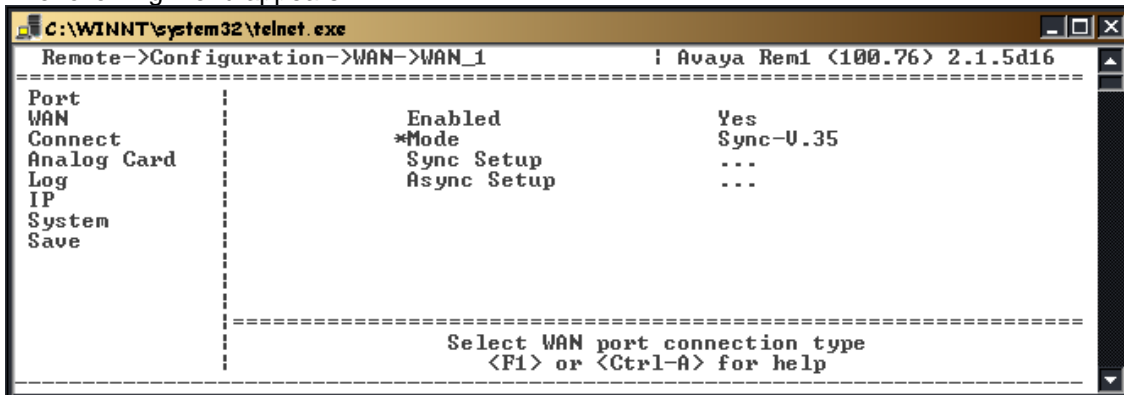 C:\WINNT\system32\telnet.exe
Remote->Configuration->WAN->WAN_1 | Avaya Rem1 (100.76) 2.1.5d16
Port
WAN Enabled Yes
Connect *Mode Sync-V.35
Analog Card Sync Setup ...
Log Async Setup ...
IP
System
Save
Select WAN port connection type
<F1> or <Ctrl-A> for help